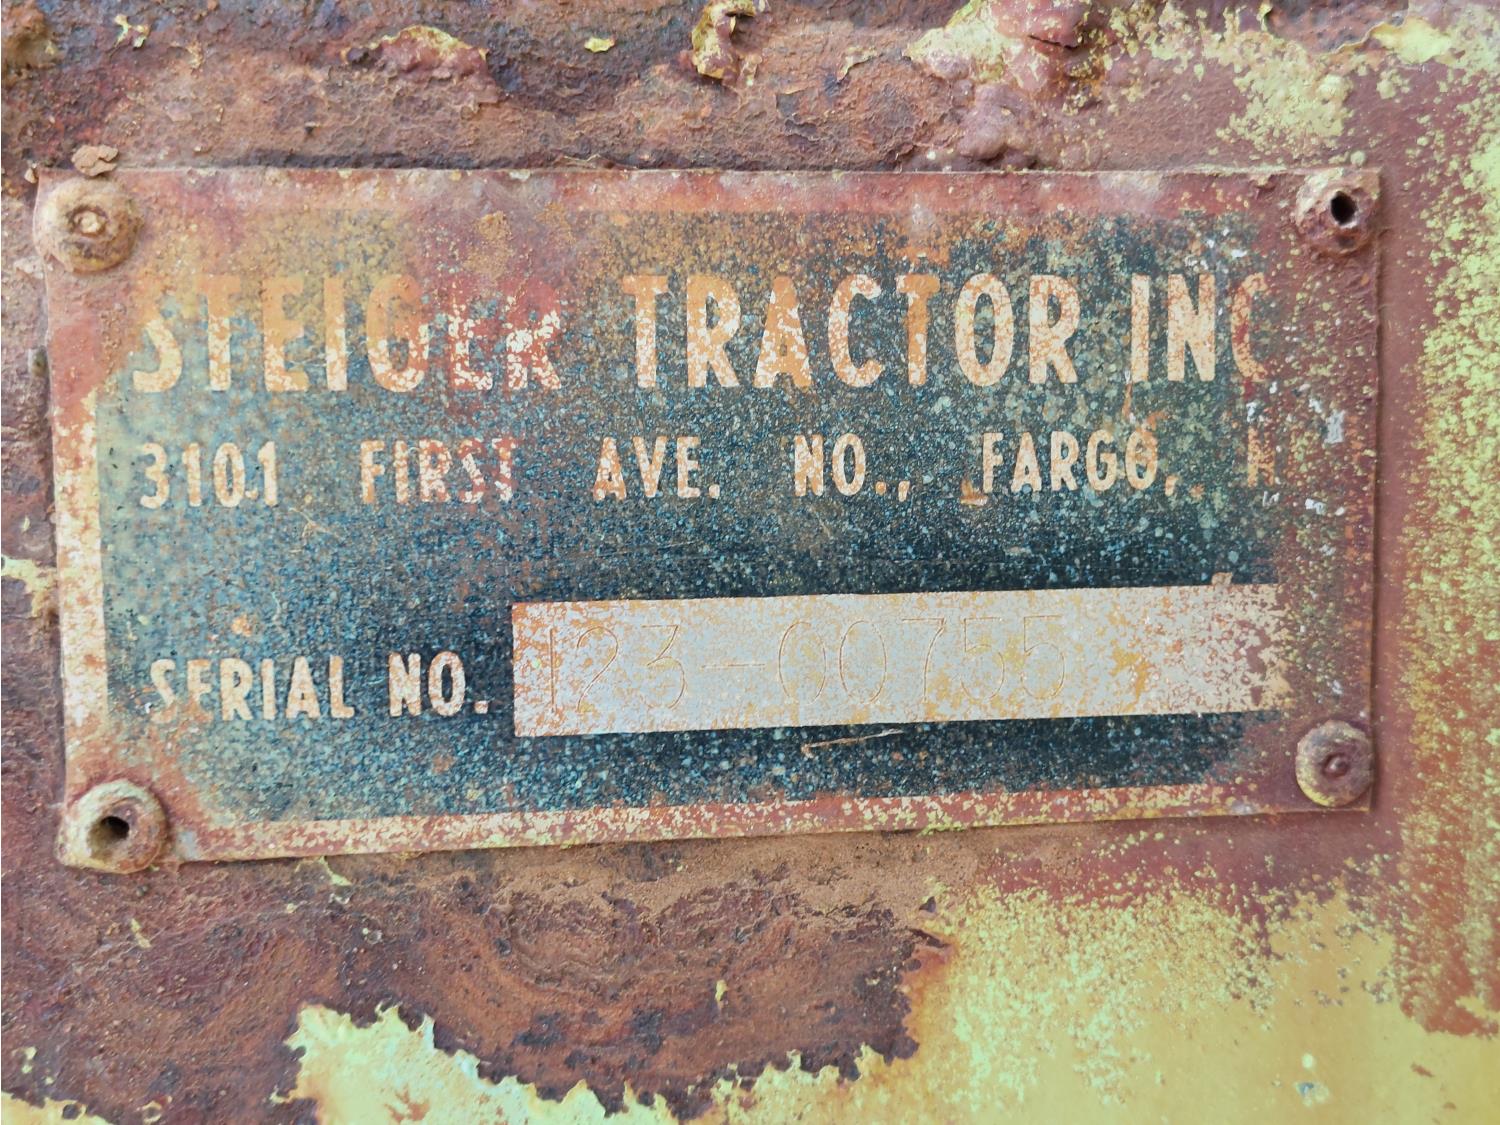 STEIGER TRACTOR INC
3101 FIRST AVE. NO., FARGO,
SERIAL NO. 123-00755